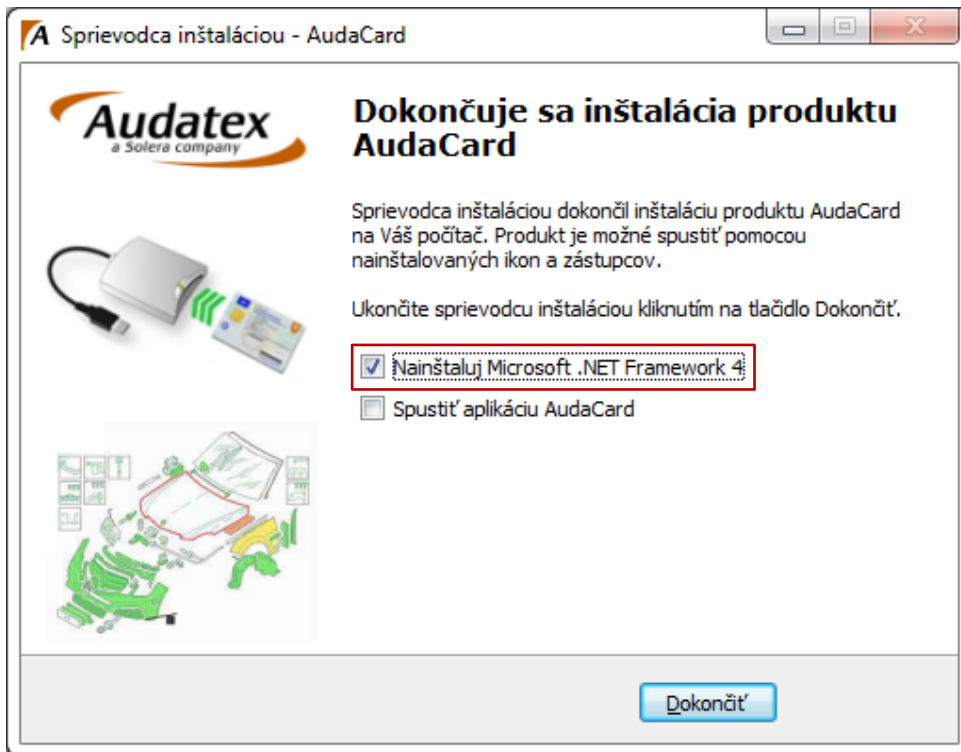 Sprievodca inštaláciou - AudaCard
Audatex
a Solera company
Dokončuje sa inštalácia produktu
AudaCard
Sprievodca inštaláciou dokončil inštaláciu produktu AudaCard
na Váš počítač. Produkt je možné spustiť pomocou
nainštalovaných ikon a zástupcov.
Ukončite sprievodcu inštaláciou kliknutím na tlačidlo Dokončiť.
Nainštaluj Microsoft .NET Framework 4
Spustiť aplikáciu AudaCard
Dokončiť